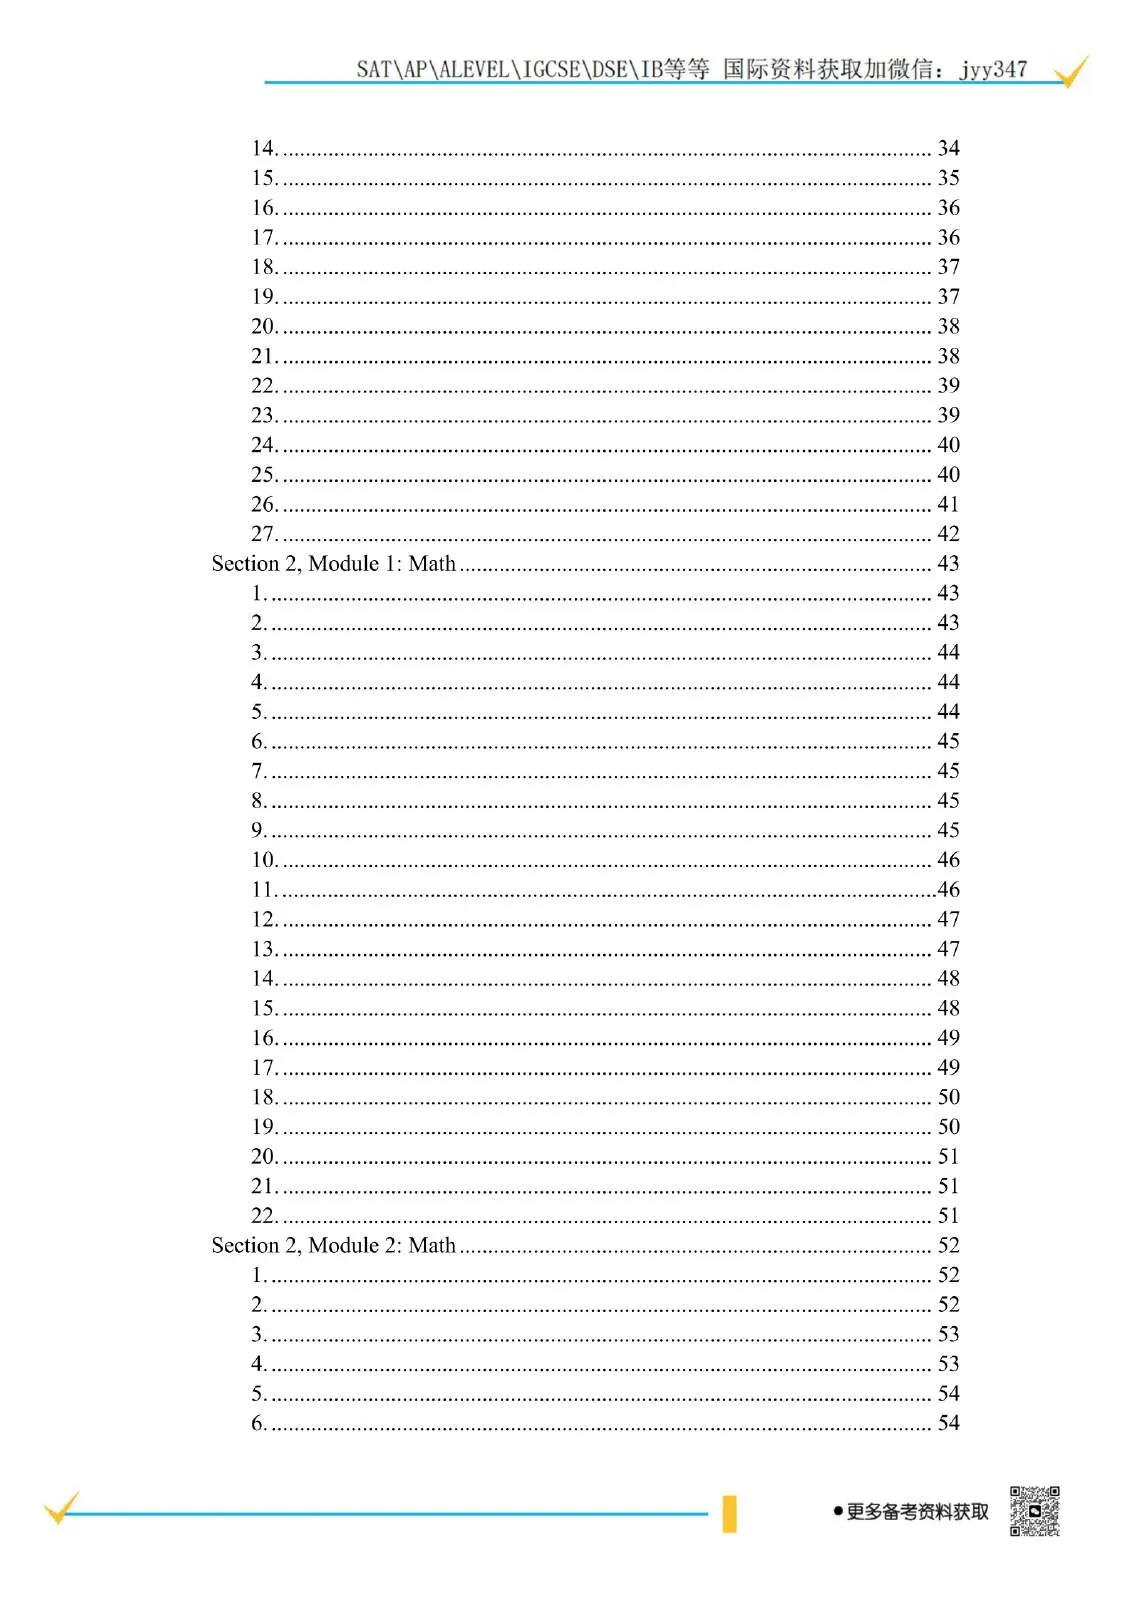 SAT\AP\ALEVEL\IGCSE\DSE\IB等等 国际资料获取加微信：jyy347
14. ........ 34
15. ........ 35
16. ........ 36
17. ........ 36
18. ........ 37
19. ........ 37
20. ........ 38
21. ........ 38
22. ........ 39
23. ........ 39
24. ........ 40
25. ........ 40
26. ........ 41
27. ........ 42
Section 2, Module 1: Math ........ 43
1. ........ 43
2. ........ 43
3. ........ 44
4. ........ 44
5. ........ 44
6. ........ 45
7. ........ 45
8. ........ 45
9. ........ 45
10. ........ 46
11. ........ 46
12. ........ 47
13. ........ 47
14. ........ 48
15. ........ 48
16. ........ 49
17. ........ 49
18. ........ 50
19. ........ 50
20. ........ 51
21. ........ 51
22. ........ 51
Section 2, Module 2: Math ........ 52
1. ........ 52
2. ........ 52
3. ........ 53
4. ........ 53
5. ........ 54
6. ........ 54
●更多备考资料获取